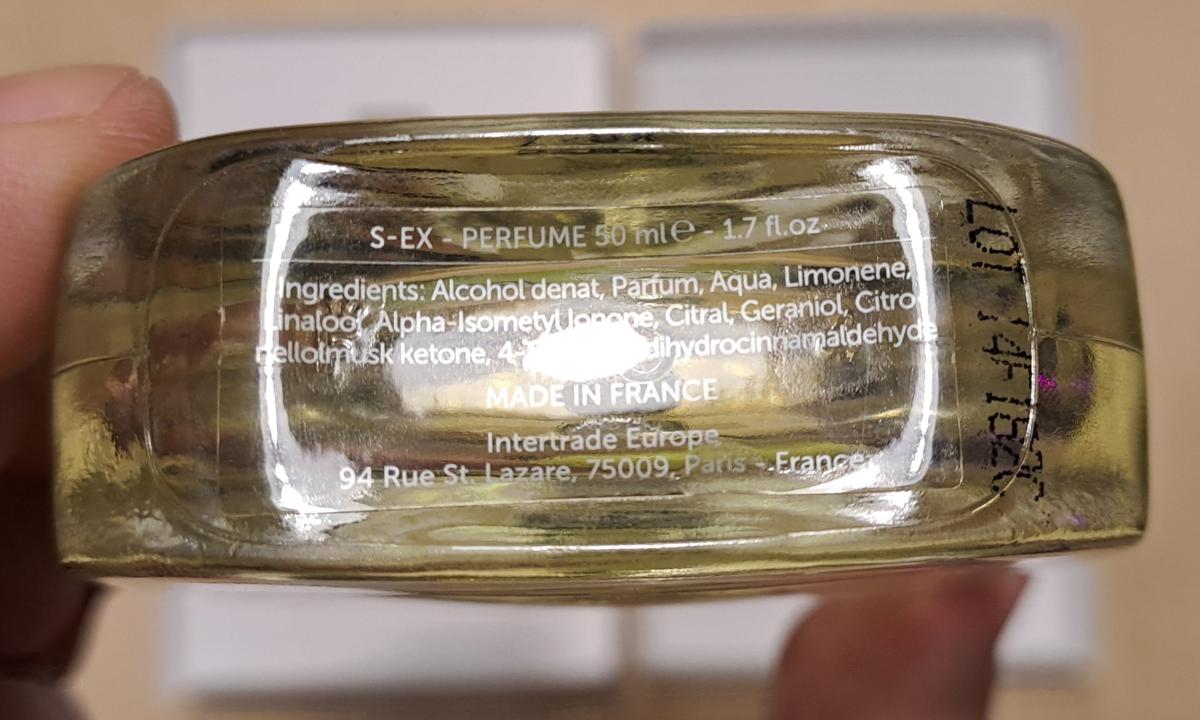 S-EX - PERFUME 50 ml ℮ - 1.7 fl.oz
Ingredients: Alcohol denat, Parfum, Aqua, Limonene,
Linalool, Alpha-Isometyl Ionone, Citral, Geraniol, Citro
nellolmusk ketone, 4- dihydrocinnamaldehyde
MADE IN FRANCE
Intertrade Europe
94 Rue St. Lazare, 75009, Paris - France